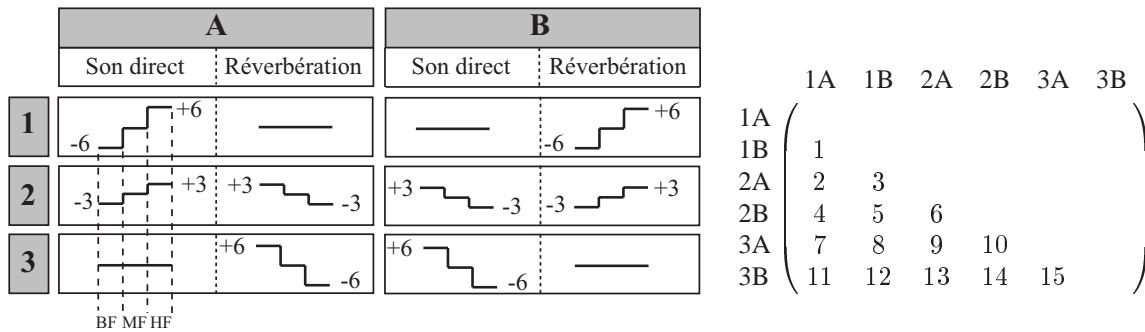 A B
Son direct Réverbération Son direct Réverbération
1 -6 +6 -6 +6
2 -3 +3 +3 -3 +3 -3 -3 +3
3 +6 -6 +6 -6
BF MF HF
1A 1B 2A 2B 3A 3B
1A
1B 1
2A 2 3
2B 4 5 6
3A 7 8 9 10
3B 11 12 13 14 15